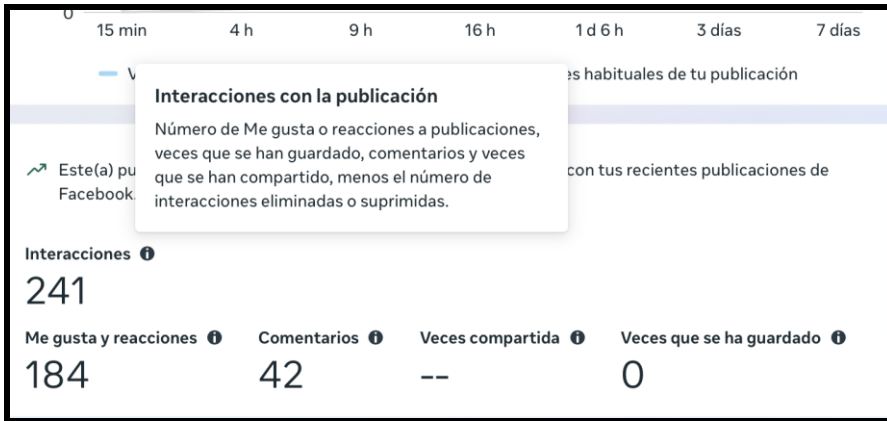 0
15 min 4 h 9 h 16 h 1 d 6 h 3 días 7 días
V es habituales de tu publicación
Interacciones con la publicación
Número de Me gusta o reacciones a publicaciones,
veces que se han guardado, comentarios y veces
que se han compartido, menos el número de
interacciones eliminadas o suprimidas.
Este(a) pu con tus recientes publicaciones de
Facebook.
Interacciones
241
Me gusta y reacciones Comentarios Veces compartida Veces que se ha guardado
184 42 -- 0